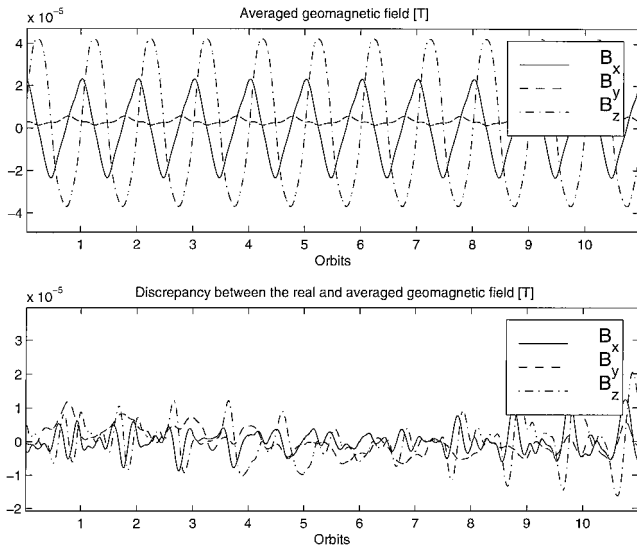 Averaged geomagnetic field [T]
x 10^-5
4
2
0
−2
−4
B_x
B_y
B_z
1 2 3 4 5 6 7 8 9 10
Orbits
x 10^-5
Discrepancy between the real and averaged geomagnetic field [T]
3
2
1
0
−1
−2
B_x
B_y
B_z
1 2 3 4 5 6 7 8 9 10
Orbits